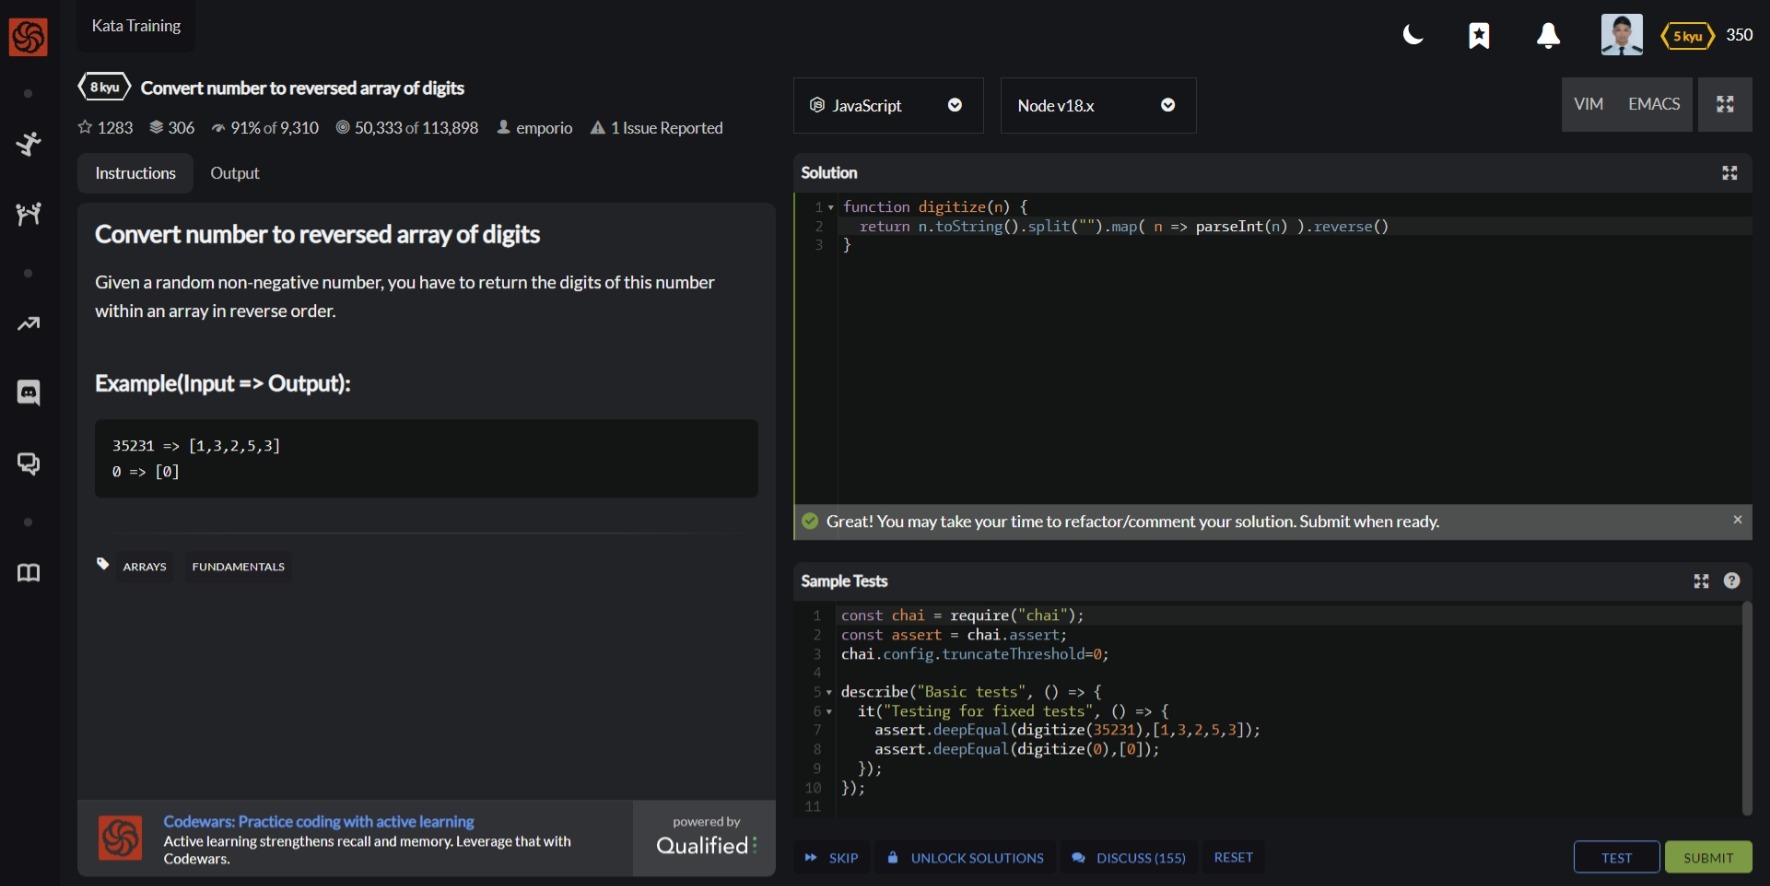 Kata Training
5 kyu 350
8 kyu Convert number to reversed array of digits
1283 306 91% of 9,310 50,333 of 113,898 emporio 1 Issue Reported
Instructions Output
Convert number to reversed array of digits
Given a random non-negative number, you have to return the digits of this number
within an array in reverse order.
Example(Input => Output):
35231 => [1,3,2,5,3]
0 => [0]
ARRAYS FUNDAMENTALS
Codewars: Practice coding with active learning
Active learning strengthens recall and memory. Leverage that with
Codewars.
powered by
Qualified
JavaScript Node v18.x VIM EMACS
Solution
1 function digitize(n) {
2 return n.toString().split("").map( n => parseInt(n) ).reverse()
3 }
Great! You may take your time to refactor/comment your solution. Submit when ready. ×
Sample Tests ?
1 const chai = require("chai");
2 const assert = chai.assert;
3 chai.config.truncateThreshold=0;
4
5 describe("Basic tests", () => {
6 it("Testing for fixed tests", () => {
7 assert.deepEqual(digitize(35231),[1,3,2,5,3]);
8 assert.deepEqual(digitize(0),[0]);
9 });
10 });
11
SKIP UNLOCK SOLUTIONS DISCUSS (155) RESET TEST SUBMIT